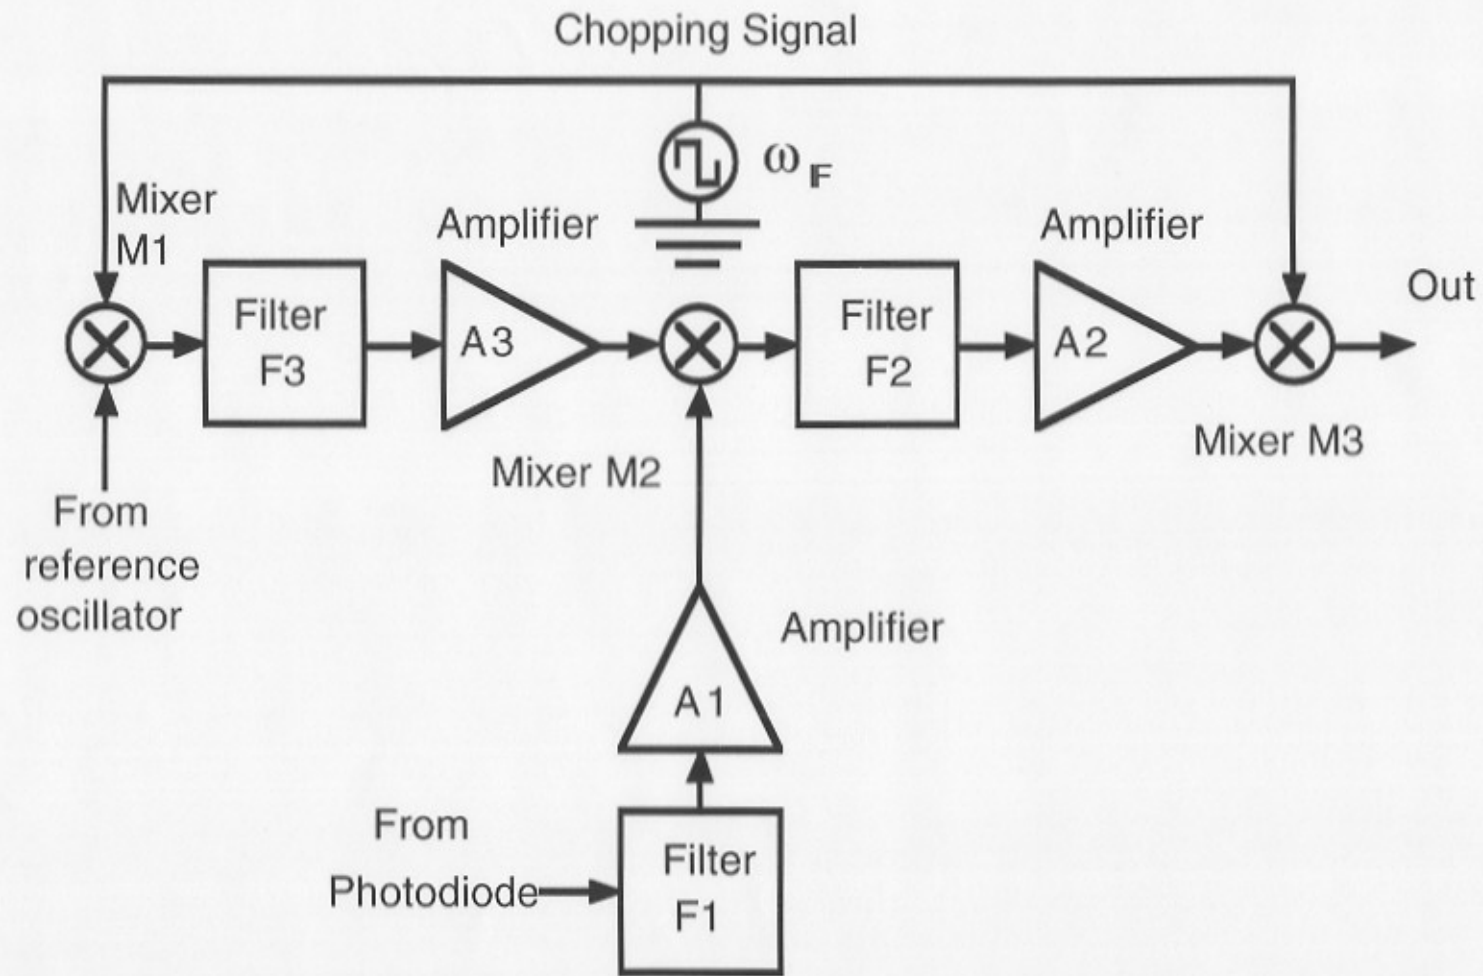 Chopping Signal
ω IF
Mixer
M1
Amplifier
Amplifier
Out
Filter
F3
A3
Filter
F2
A2
Mixer M2
Mixer M3
From
reference
oscillator
Amplifier
A1
From
Photodiode
Filter
F1